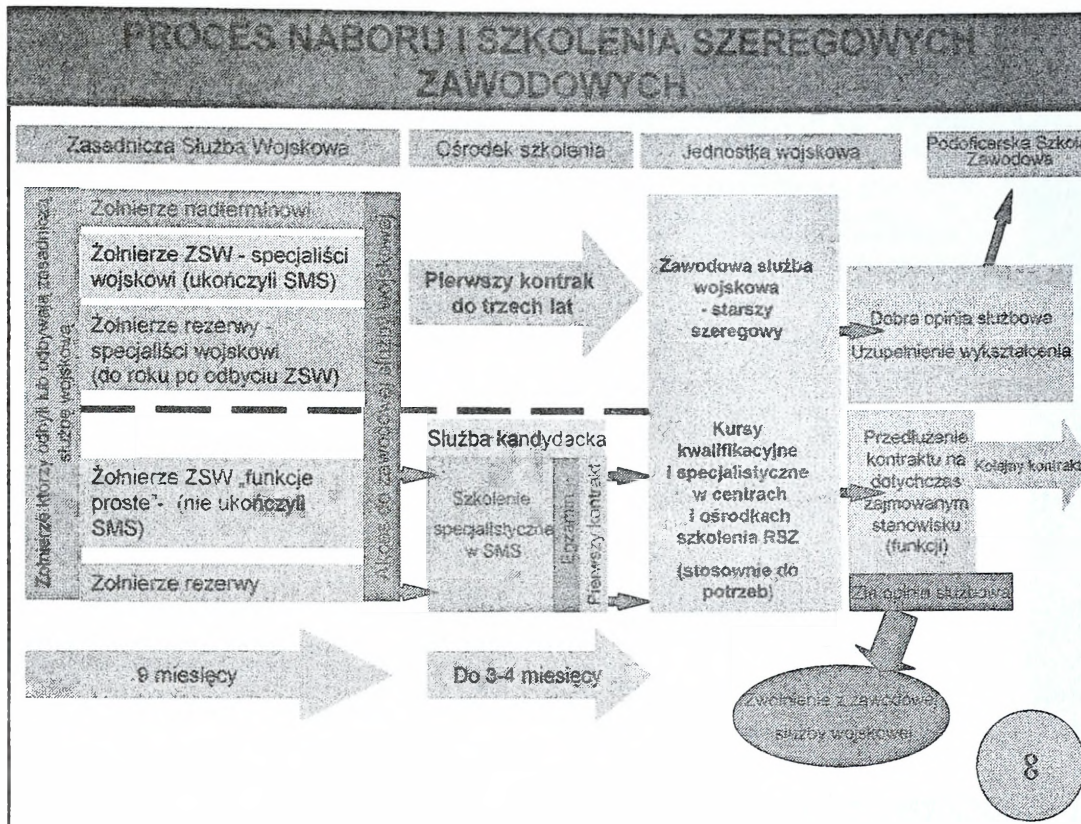 PROCES NABORU I SZKOLENIA SZEREGOWYCH
ZAWODOWYCH
Zasadnicza Służba Wojskowa
Ośrodek szkolenia
Jednostka wojskowa
Podoficerska Szkoła
Zawodowa
Żołnierze którzy odbyli lub odbywają zasadniczą
służbę wojskową
Żołnierze nadterminowi
Żołnierze ZSW - specjaliści
wojskowi (ukończyli SMS)
Żołnierze rezerwy -
specjaliści wojskowi
(do roku po odbyciu ZSW)
Żołnierze ZSW „funkcje
proste”- (nie ukończyli
SMS)
Żołnierze rezerwy
do zawodowej służby wojskowej
Pierwszy kontrak
do trzech lat
Służba kandydacka
Szkolenie
specjalistyczne
w SMS
Egzamin
Pierwszy kontrakt
Zawodowa służba
wojskowa
- starszy
szeregowy
Kursy
kwalifikacyjne
i specjalistyczne
w centrach
i ośrodkach
szkolenia RSZ
(stosownie do
potrzeb)
Dobra opinia służbowa
Uzupełnienie wykształcenia
Przedłużenie
kontraktu na
dotychczas
zajmowanym
stanowisku
(funkcji)
Kolejny kontrakt
Zła opinia służbowa
Zwolnienie z zawodowej
służby wojskowej
9 miesięcy
Do 3-4 miesięcy
8